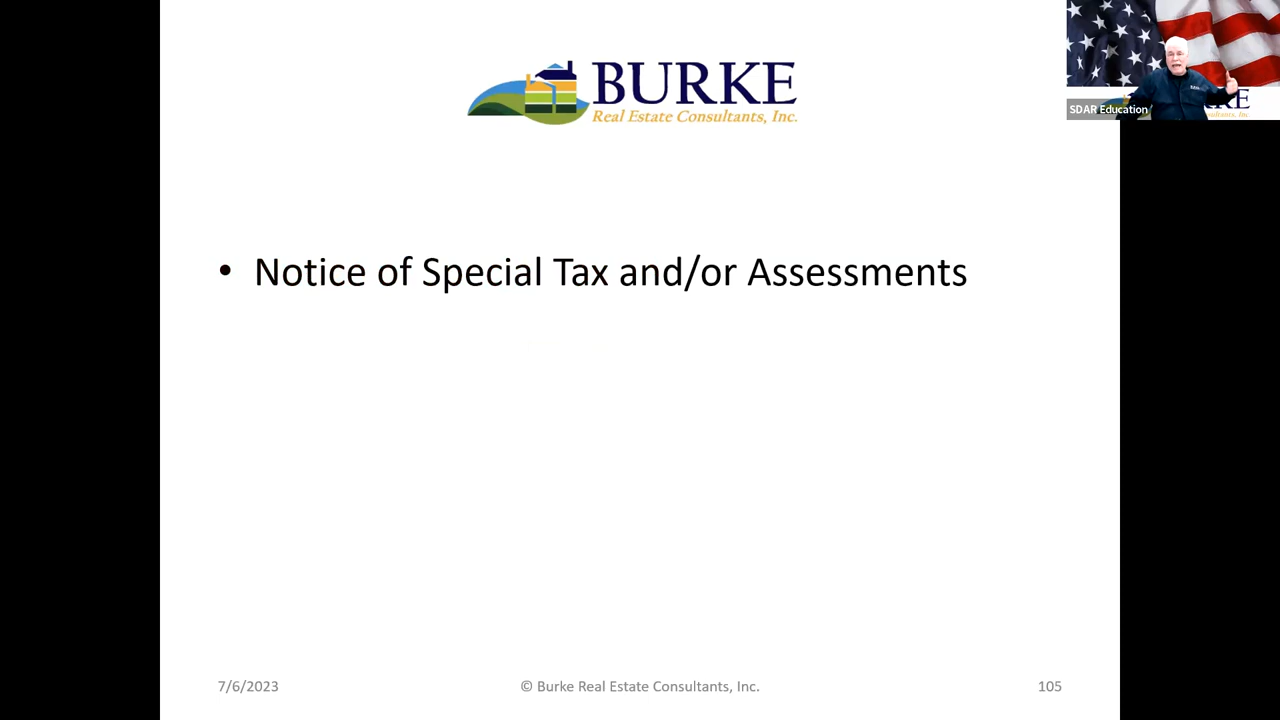 BURKE
Real Estate Consultants, Inc.
SDAR Education
• Notice of Special Tax and/or Assessments
7/6/2023
© Burke Real Estate Consultants, Inc.
105